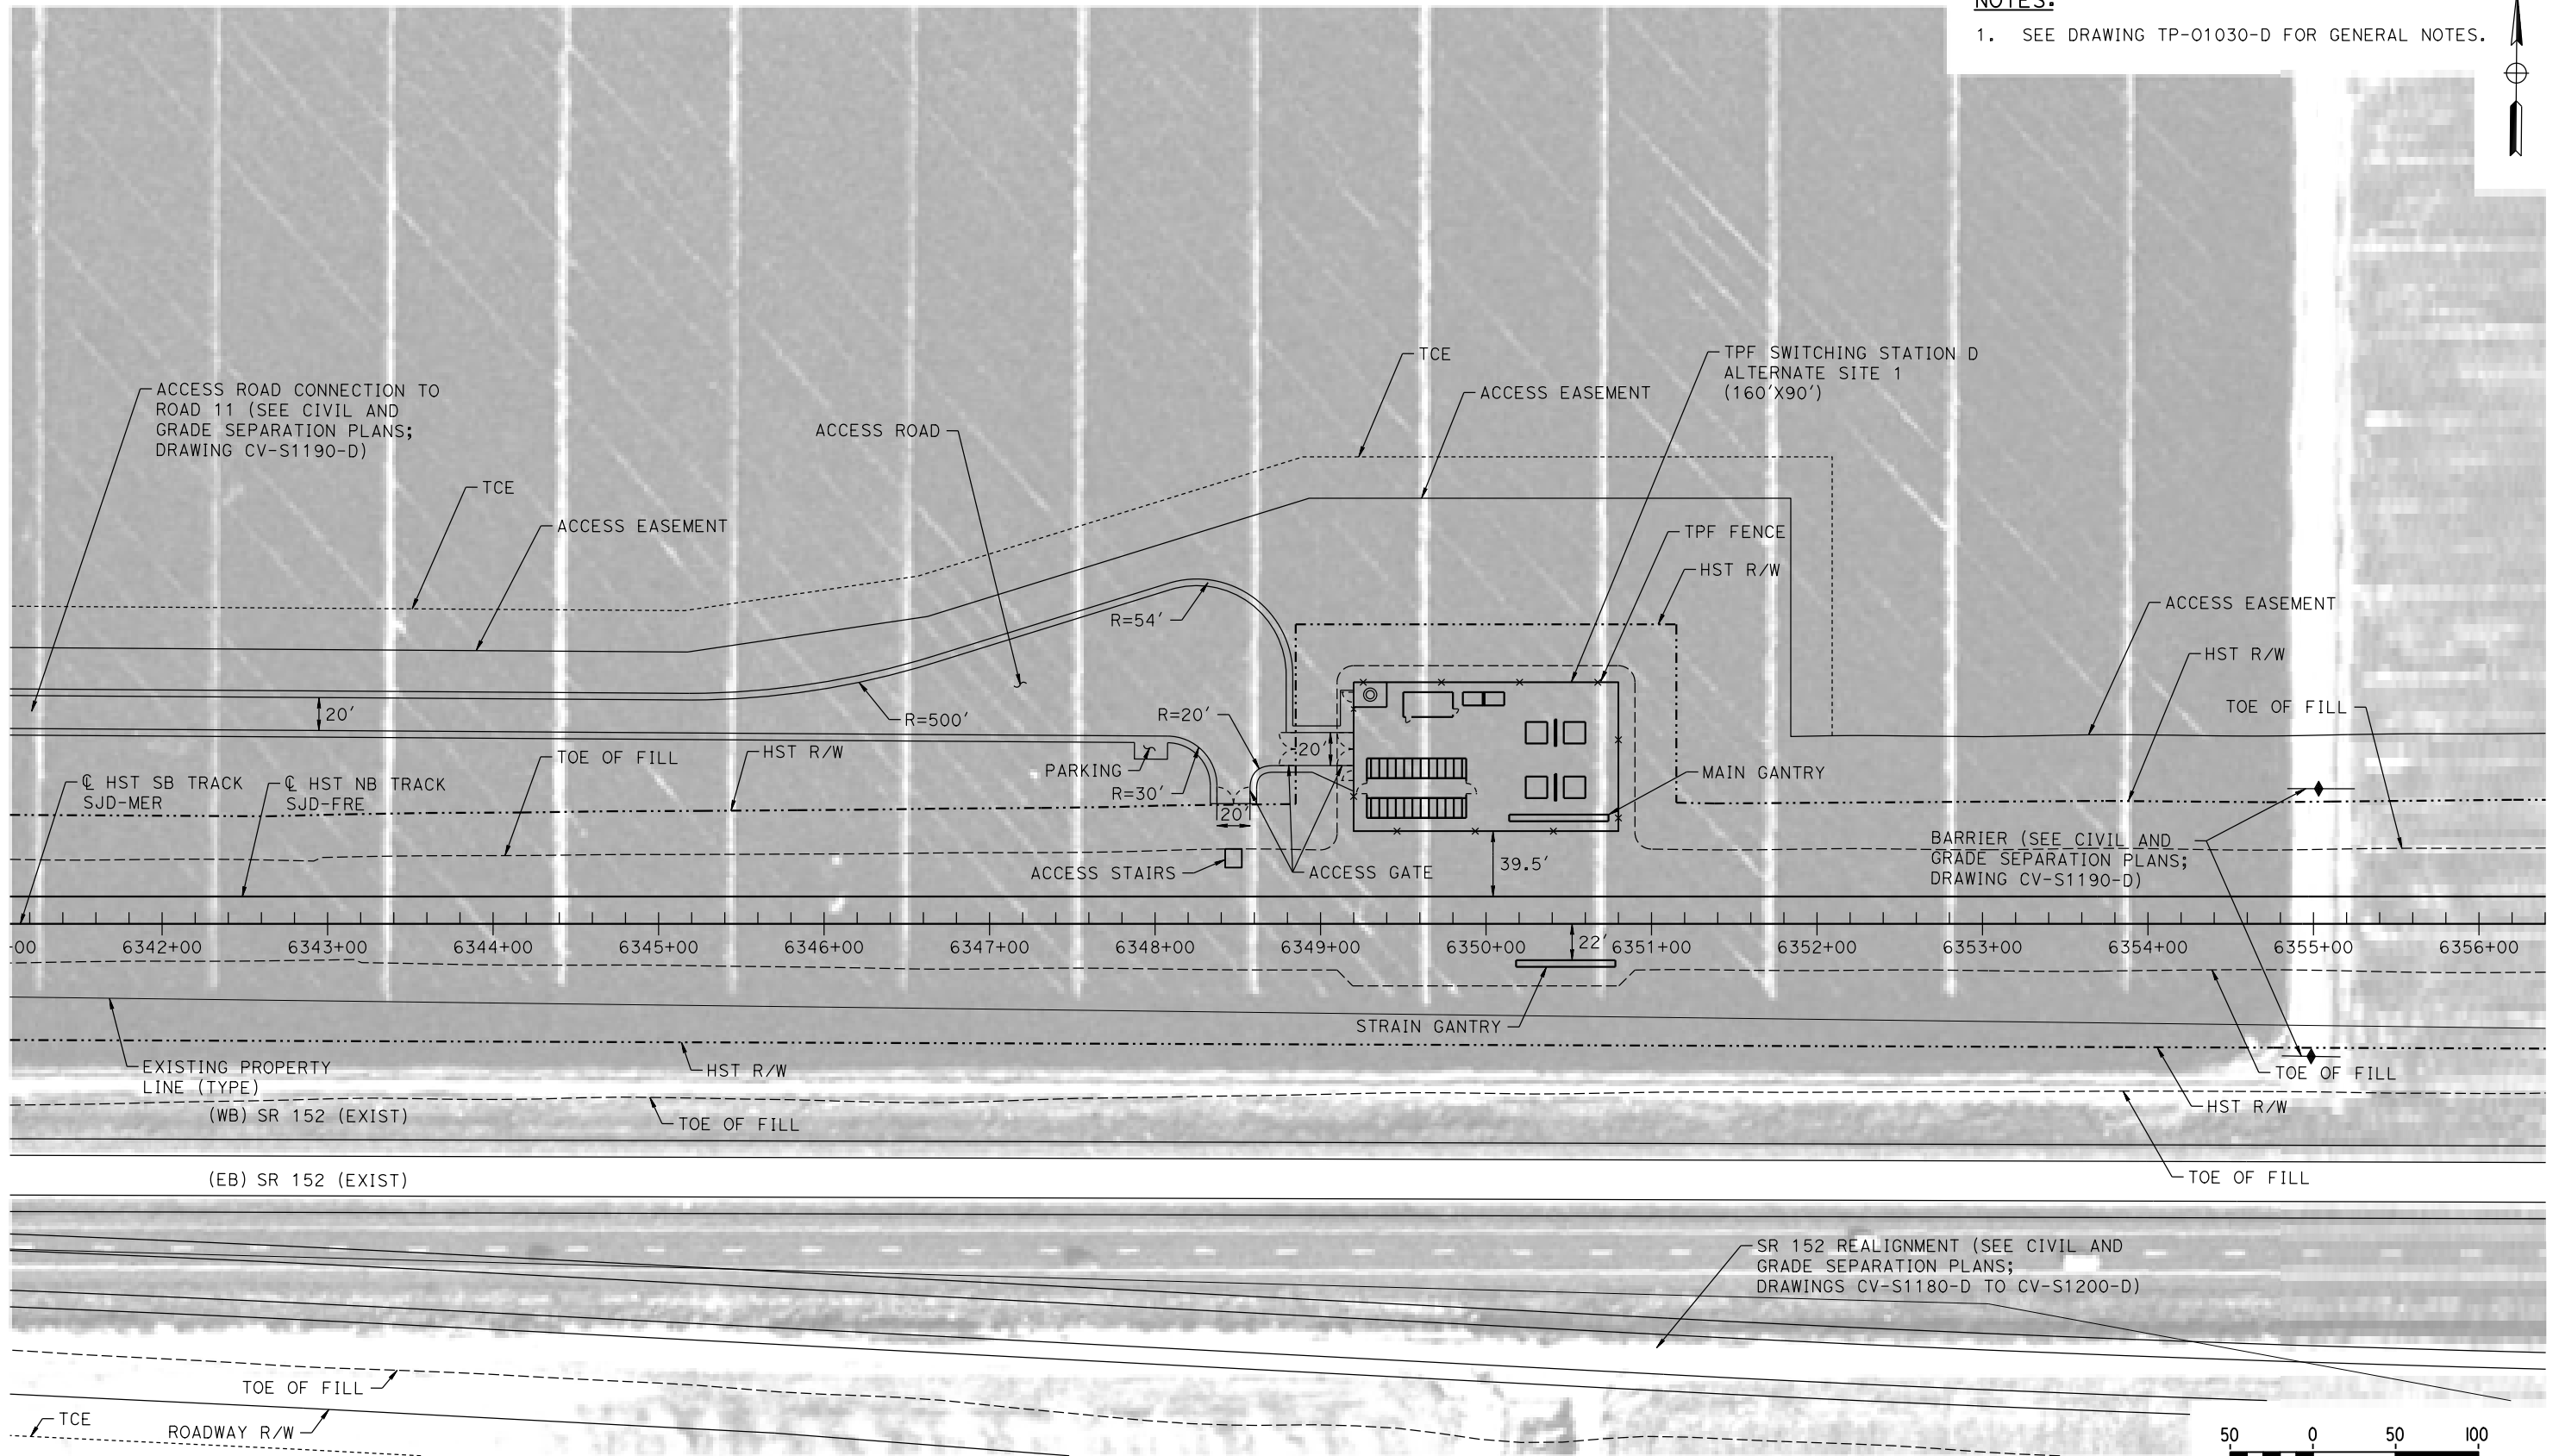 NOTES:
1. SEE DRAWING TP-01030-D FOR GENERAL NOTES.
TCE
TPF SWITCHING STATION D
ALTERNATE SITE 1
(160'X90')
ACCESS EASEMENT
ACCESS ROAD CONNECTION TO
ROAD 11 (SEE CIVIL AND
GRADE SEPARATION PLANS;
DRAWING CV-S1190-D)
ACCESS ROAD
TCE
ACCESS EASEMENT
TPF FENCE
HST R/W
ACCESS EASEMENT
R=54'
HST R/W
20'
R=500'
R=20'
TOE OF FILL
TOE OF FILL
HST R/W
20'
PARKING
MAIN GANTRY
℄ HST SB TRACK
SJD-MER
℄ HST NB TRACK
SJD-FRE
R=30'
20'
BARRIER (SEE CIVIL AND
GRADE SEPARATION PLANS;
DRAWING CV-S1190-D)
ACCESS STAIRS
ACCESS GATE
39.5'
+00
6342+00
6343+00
6344+00
6345+00
6346+00
6347+00
6348+00
6349+00
6350+00
22'
6351+00
6352+00
6353+00
6354+00
6355+00
6356+00
STRAIN GANTRY
EXISTING PROPERTY
LINE (TYPE)
HST R/W
TOE OF FILL
(WB) SR 152 (EXIST)
TOE OF FILL
HST R/W
(EB) SR 152 (EXIST)
TOE OF FILL
SR 152 REALIGNMENT (SEE CIVIL AND
GRADE SEPARATION PLANS;
DRAWINGS CV-S1180-D TO CV-S1200-D)
TOE OF FILL
TCE
ROADWAY R/W
50 0 50 100